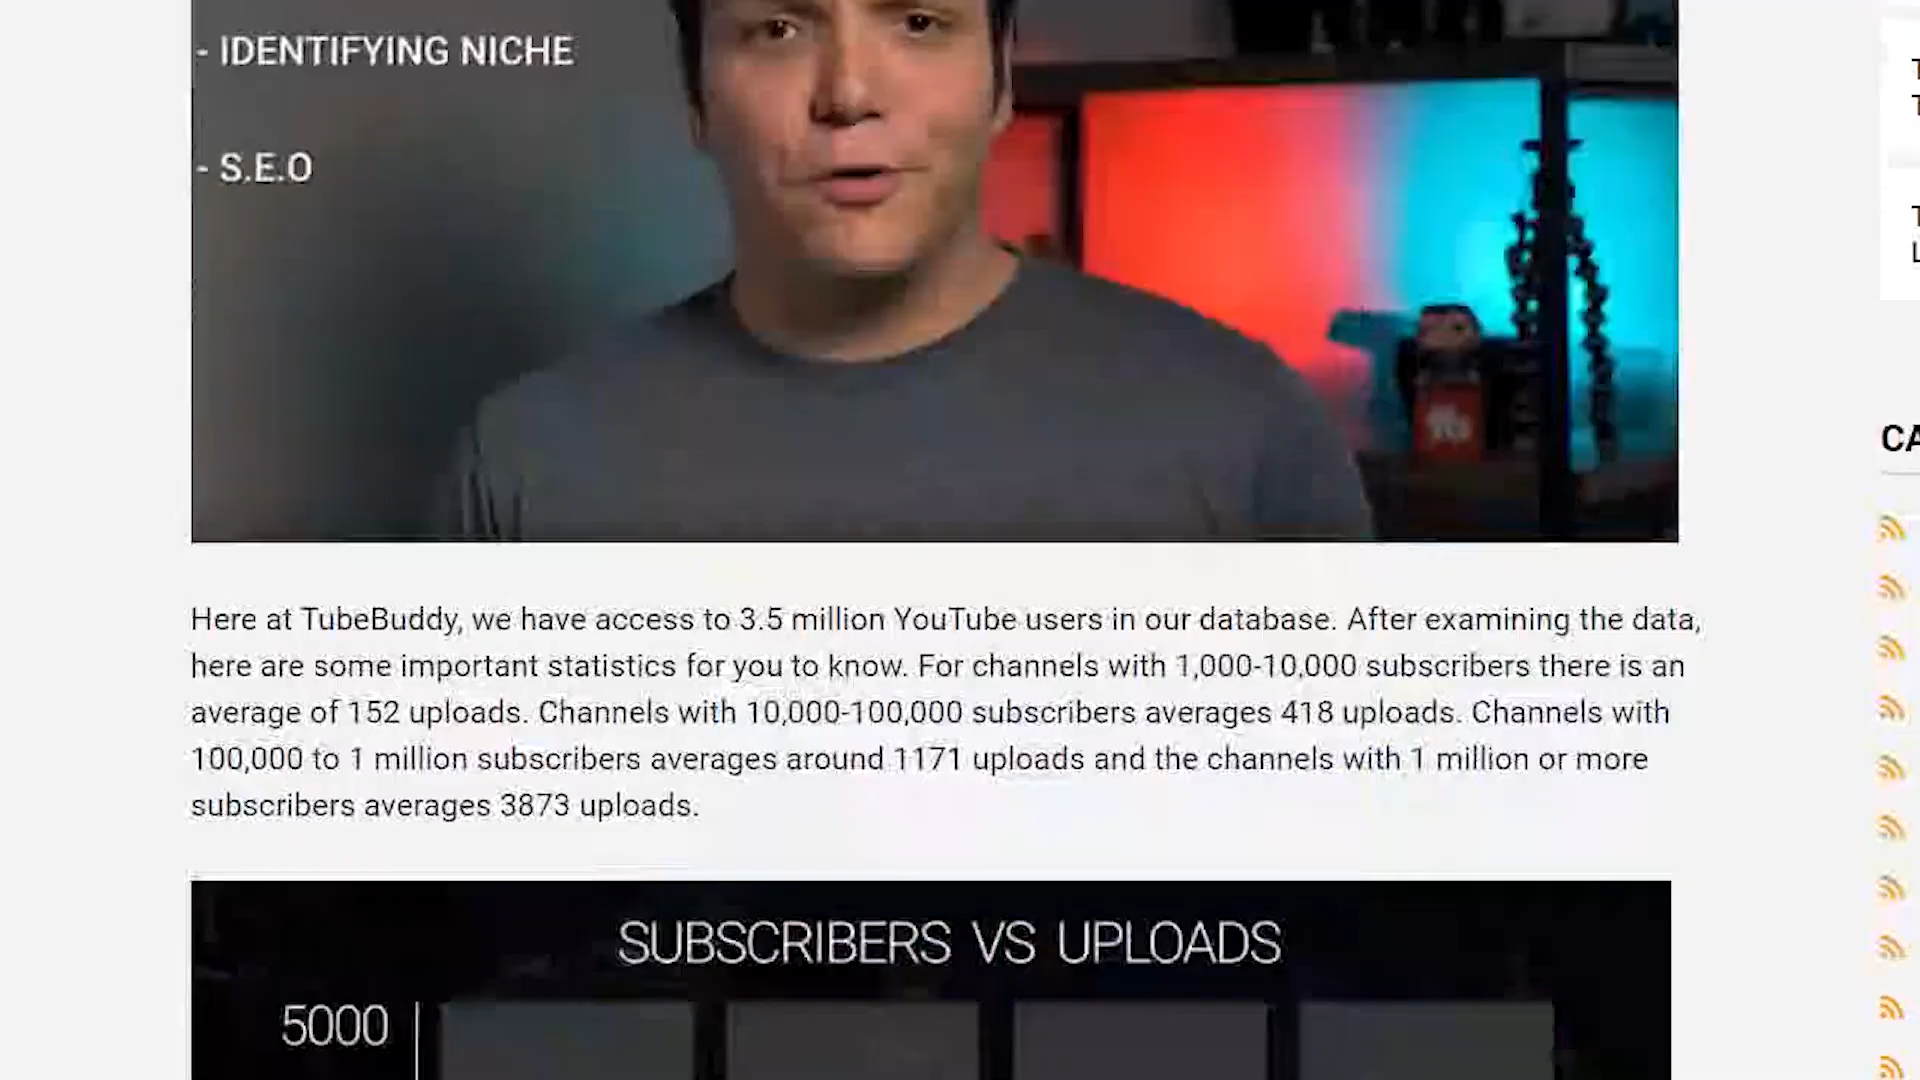 - IDENTIFYING NICHE
- S.E.O
Here at TubeBuddy, we have access to 3.5 million YouTube users in our database. After examining the data,
here are some important statistics for you to know. For channels with 1,000-10,000 subscribers there is an
average of 152 uploads. Channels with 10,000-100,000 subscribers averages 418 uploads. Channels with
100,000 to 1 million subscribers averages around 1171 uploads and the channels with 1 million or more
subscribers averages 3873 uploads.
SUBSCRIBERS VS UPLOADS
5000